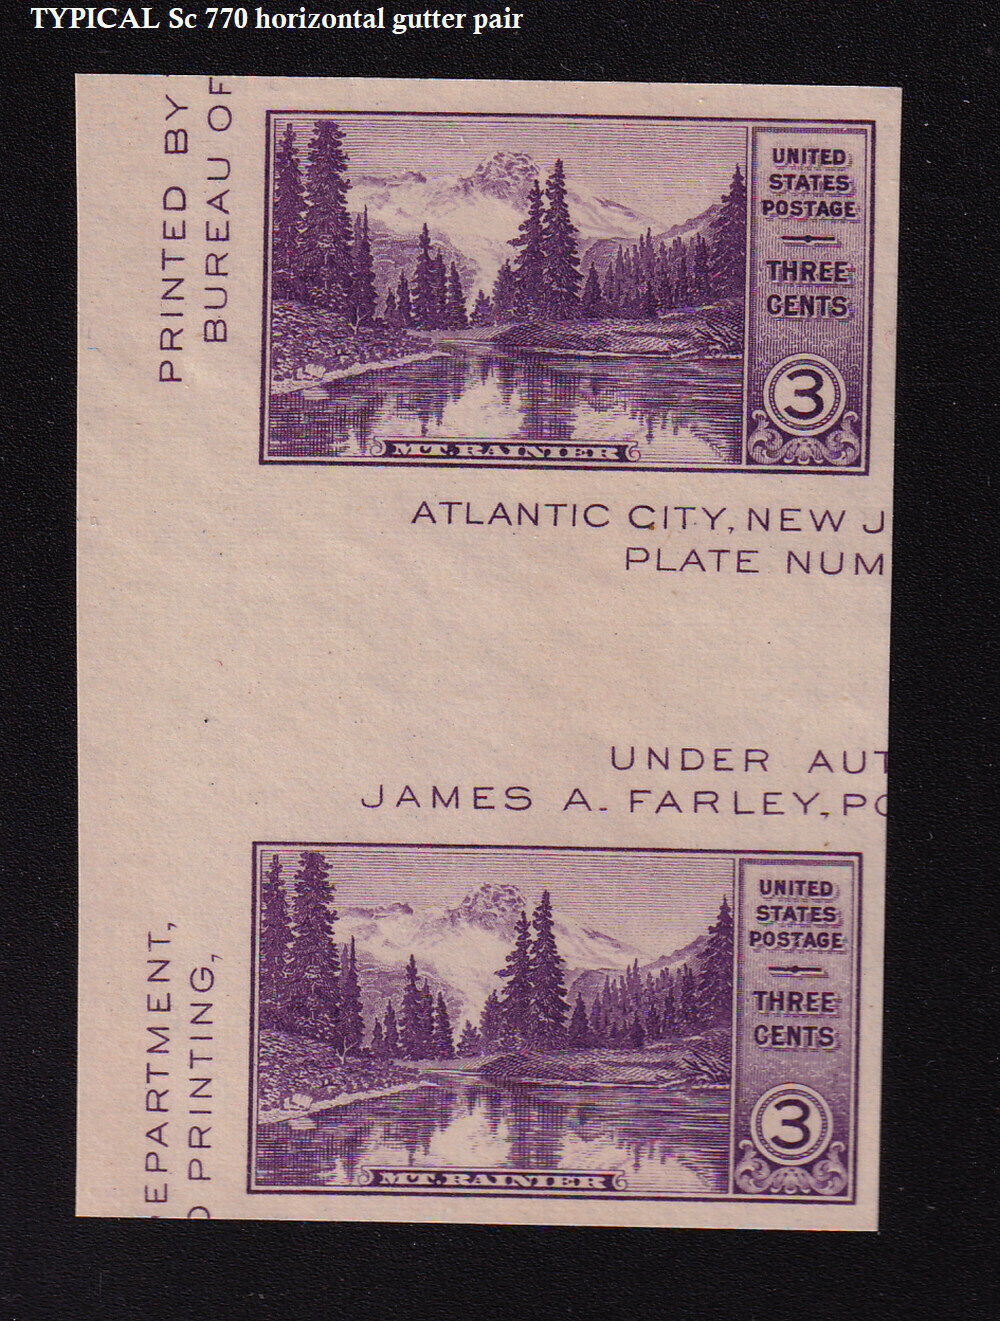 TYPICAL Sc 770 horizontal gutter pair
PRINTED BY
BUREAU OF
UNITED
STATES
POSTAGE
THREE
CENTS
3
MT. RAINIER
ATLANTIC CITY, NEW J
PLATE NUM
UNDER AUT
JAMES A. FARLEY, PO
EPARTMENT,
D PRINTING,
UNITED
STATES
POSTAGE
THREE
CENTS
3
MT. RAINIER